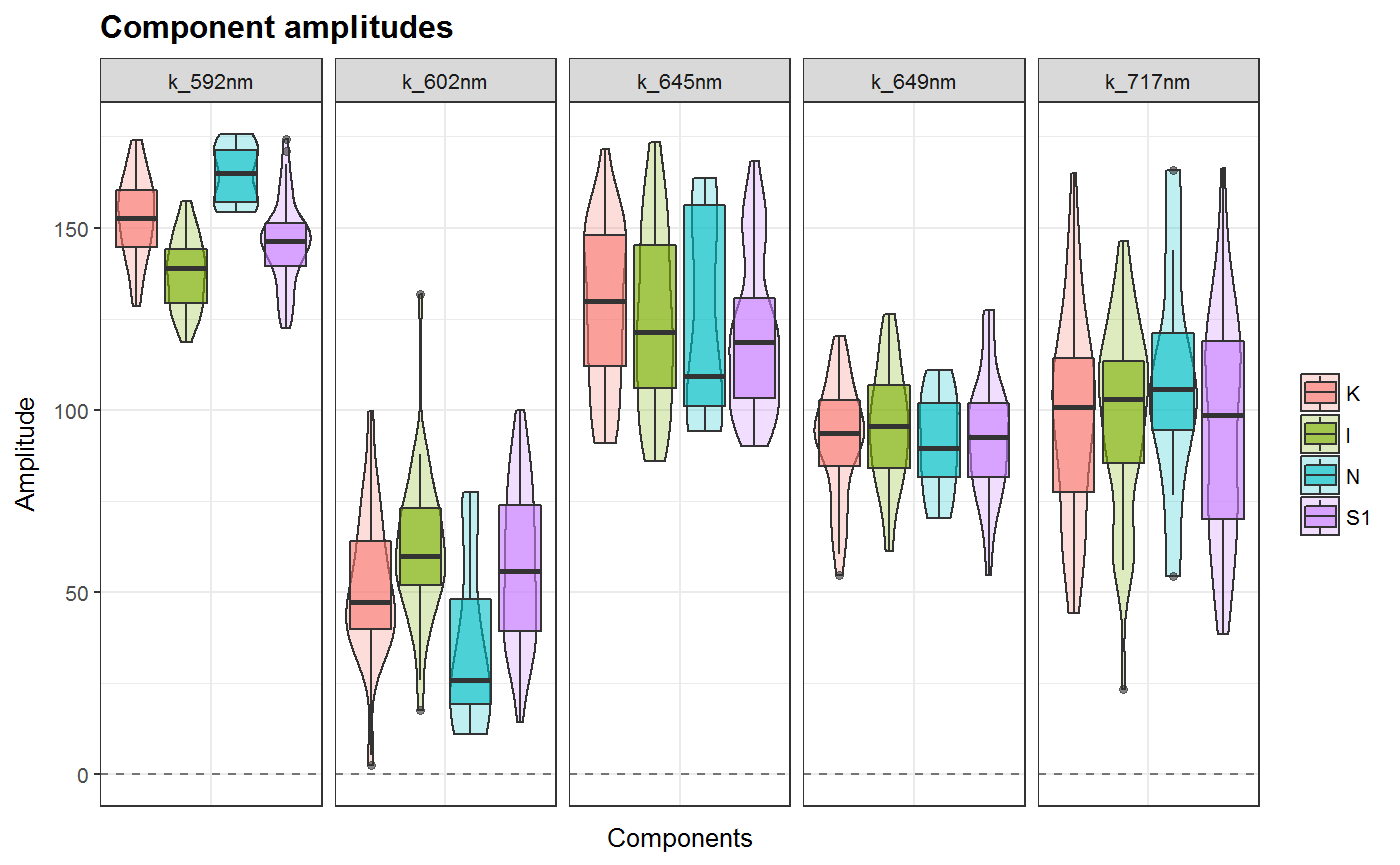 Component amplitudes
k_592nm k_602nm k_645nm k_649nm k_717nm
Amplitude
150
100
50
0
Components
K
I
N
S1